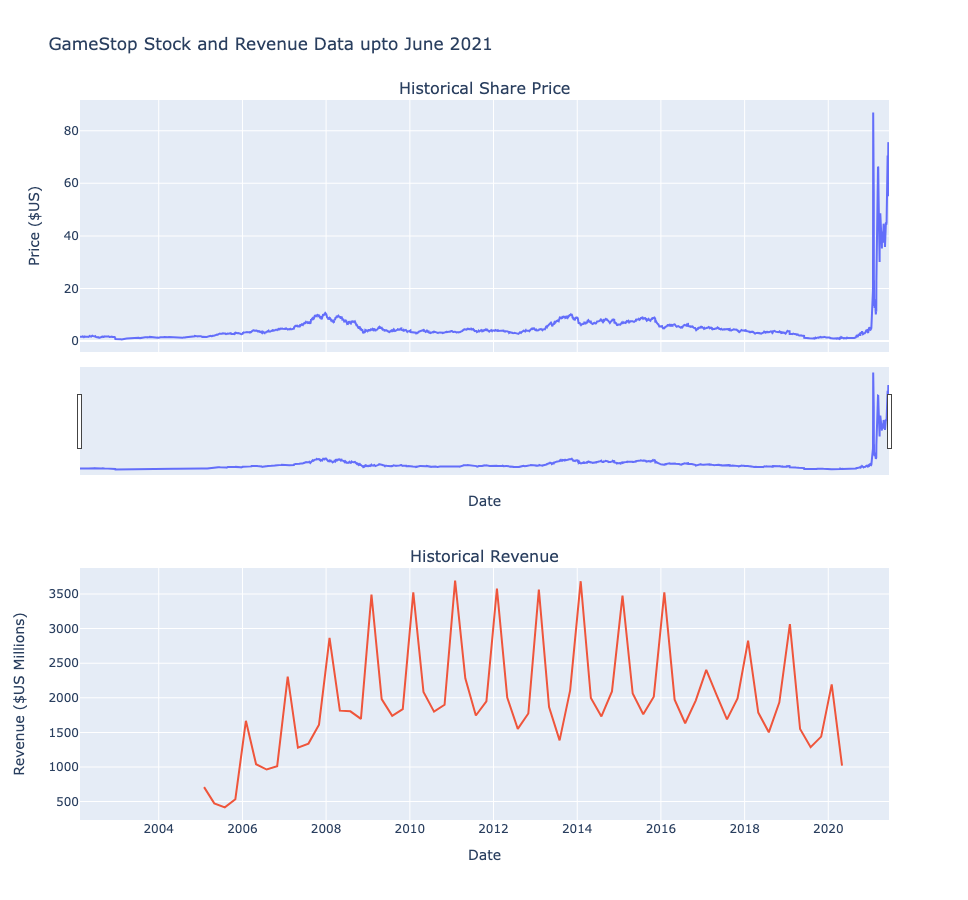 GameStop Stock and Revenue Data upto June 2021
Historical Share Price
80
60
40
20
0
Price ($US)
Date
Historical Revenue
3500
3000
2500
2000
1500
1000
500
Revenue ($US Millions)
2004 2006 2008 2010 2012 2014 2016 2018 2020
Date